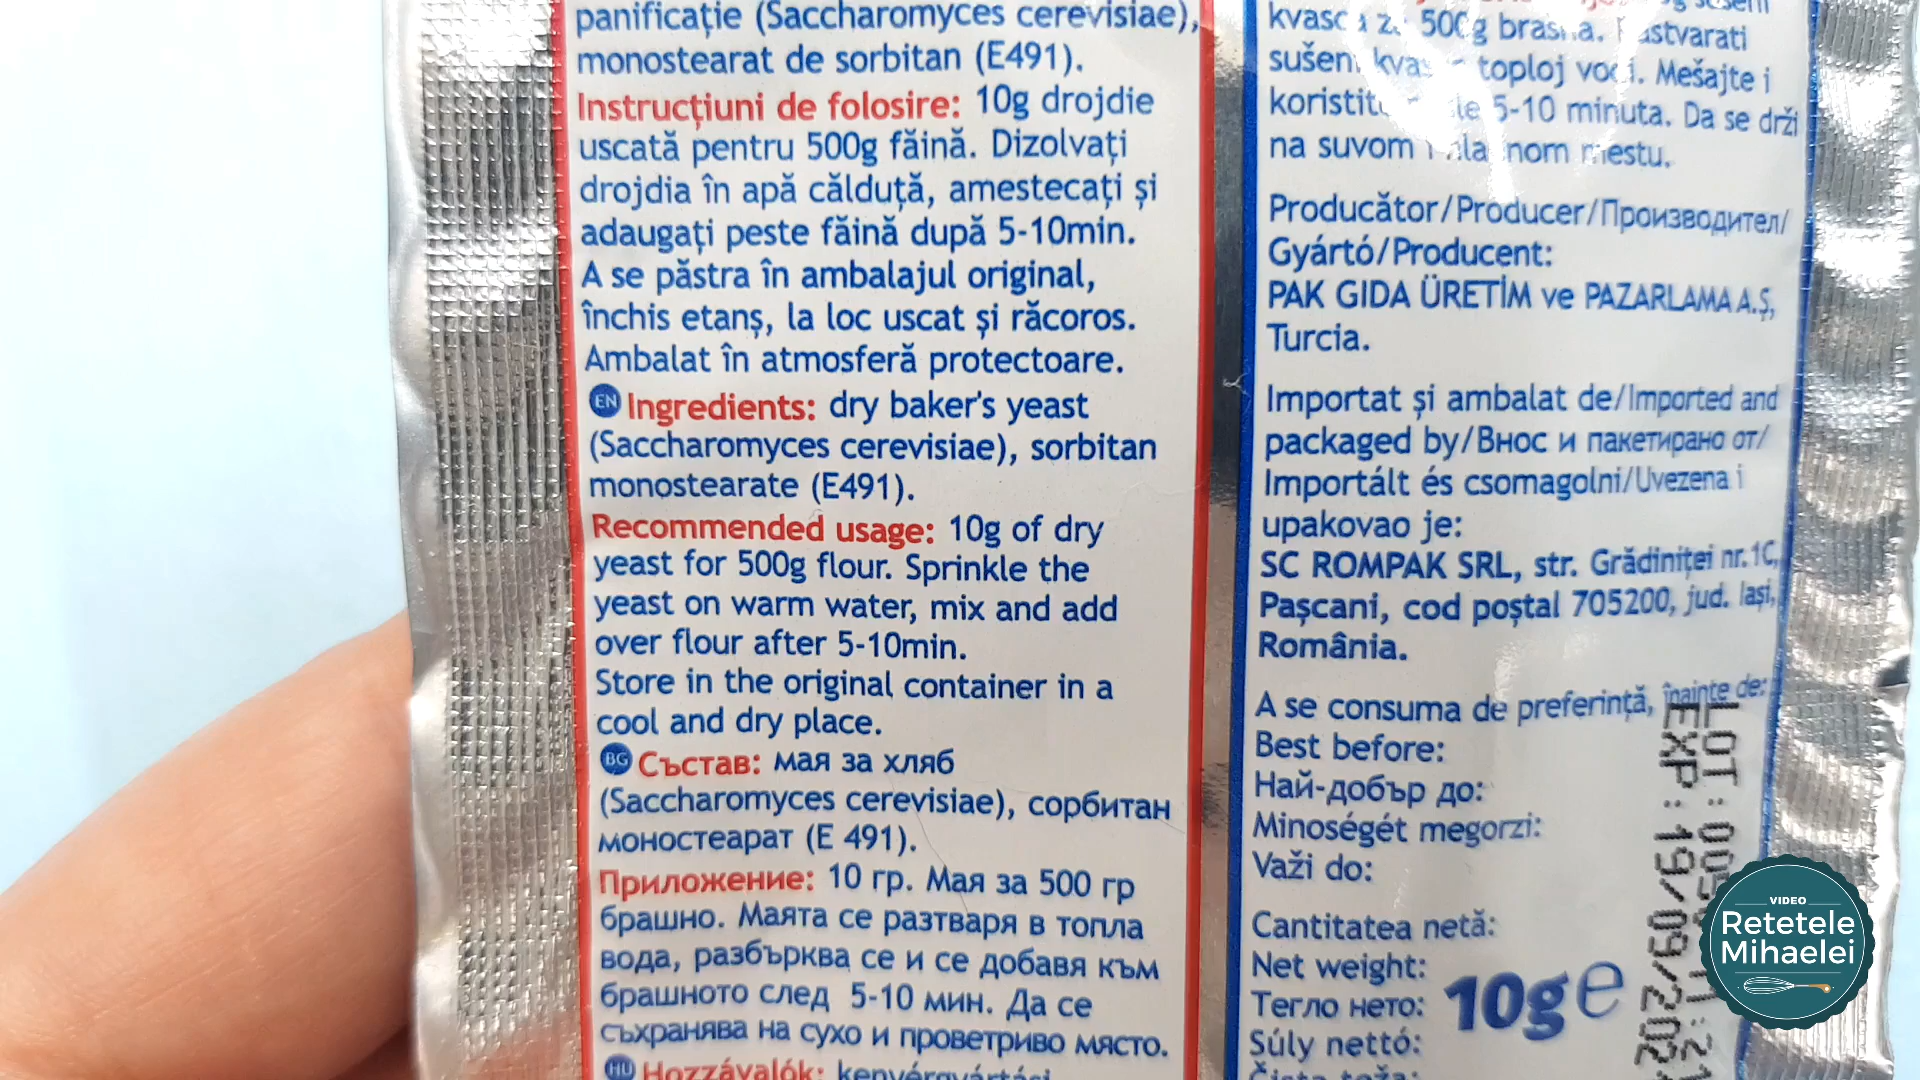 panificație (Saccharomyces cerevisiae),
monostearat de sorbitan (E491).
Instrucțiuni de folosire: 10g drojdie
uscată pentru 500g făină. Dizolvați
drojdia în apă călduță, amestecați și
adaugați peste făină după 5-10min.
A se păstra în ambalajul original,
închis etanș, la loc uscat și răcoros.
Ambalat în atmosferă protectoare.
EN Ingredients: dry baker's yeast
(Saccharomyces cerevisiae), sorbitan
monostearate (E491).
Recommended usage: 10g of dry
yeast for 500g flour. Sprinkle the
yeast on warm water, mix and add
over flour after 5-10min.
Store in the original container in a
cool and dry place.
BG Състав: мая за хляб
(Saccharomyces cerevisiae), сорбитан
моностеарат (Е 491).
Приложение: 10 гр. Мая за 500 гр
брашно. Маята се разтваря в топла
вода, разбърква се и се добавя към
брашното след 5-10 мин. Да се
съхранява на сухо и проветриво място.
HU Hozzávalók: kenyérgyártási
500g
toploj Mešajte i
5-10 minuta. Da se drži
na suvom mestu.
Producător/Producer/Производител/
Gyártó/Producent:
PAK GIDA ÜRETİM ve PAZARLAMA A.Ş,
Turcia.
Importat și ambalat de/Imported and
packaged by/Внос и пакетирано от/
Importált és csomagolni/Uvezena i
upakovao je:
SC ROMPAK SRL, str. Grădiniței nr.1C,
Pașcani, cod poștal 705200, jud. Iași,
România.
A se consuma de preferință, înainte de:
Best before:
Най-добър до:
Minoségét megorzi:
Važi do:
LOT :
EXP: 19/09/202
Cantitatea netă:
Net weight:
Тегло нето:
Súly nettó:
10g e
VIDEO
Retetele
Mihaelei